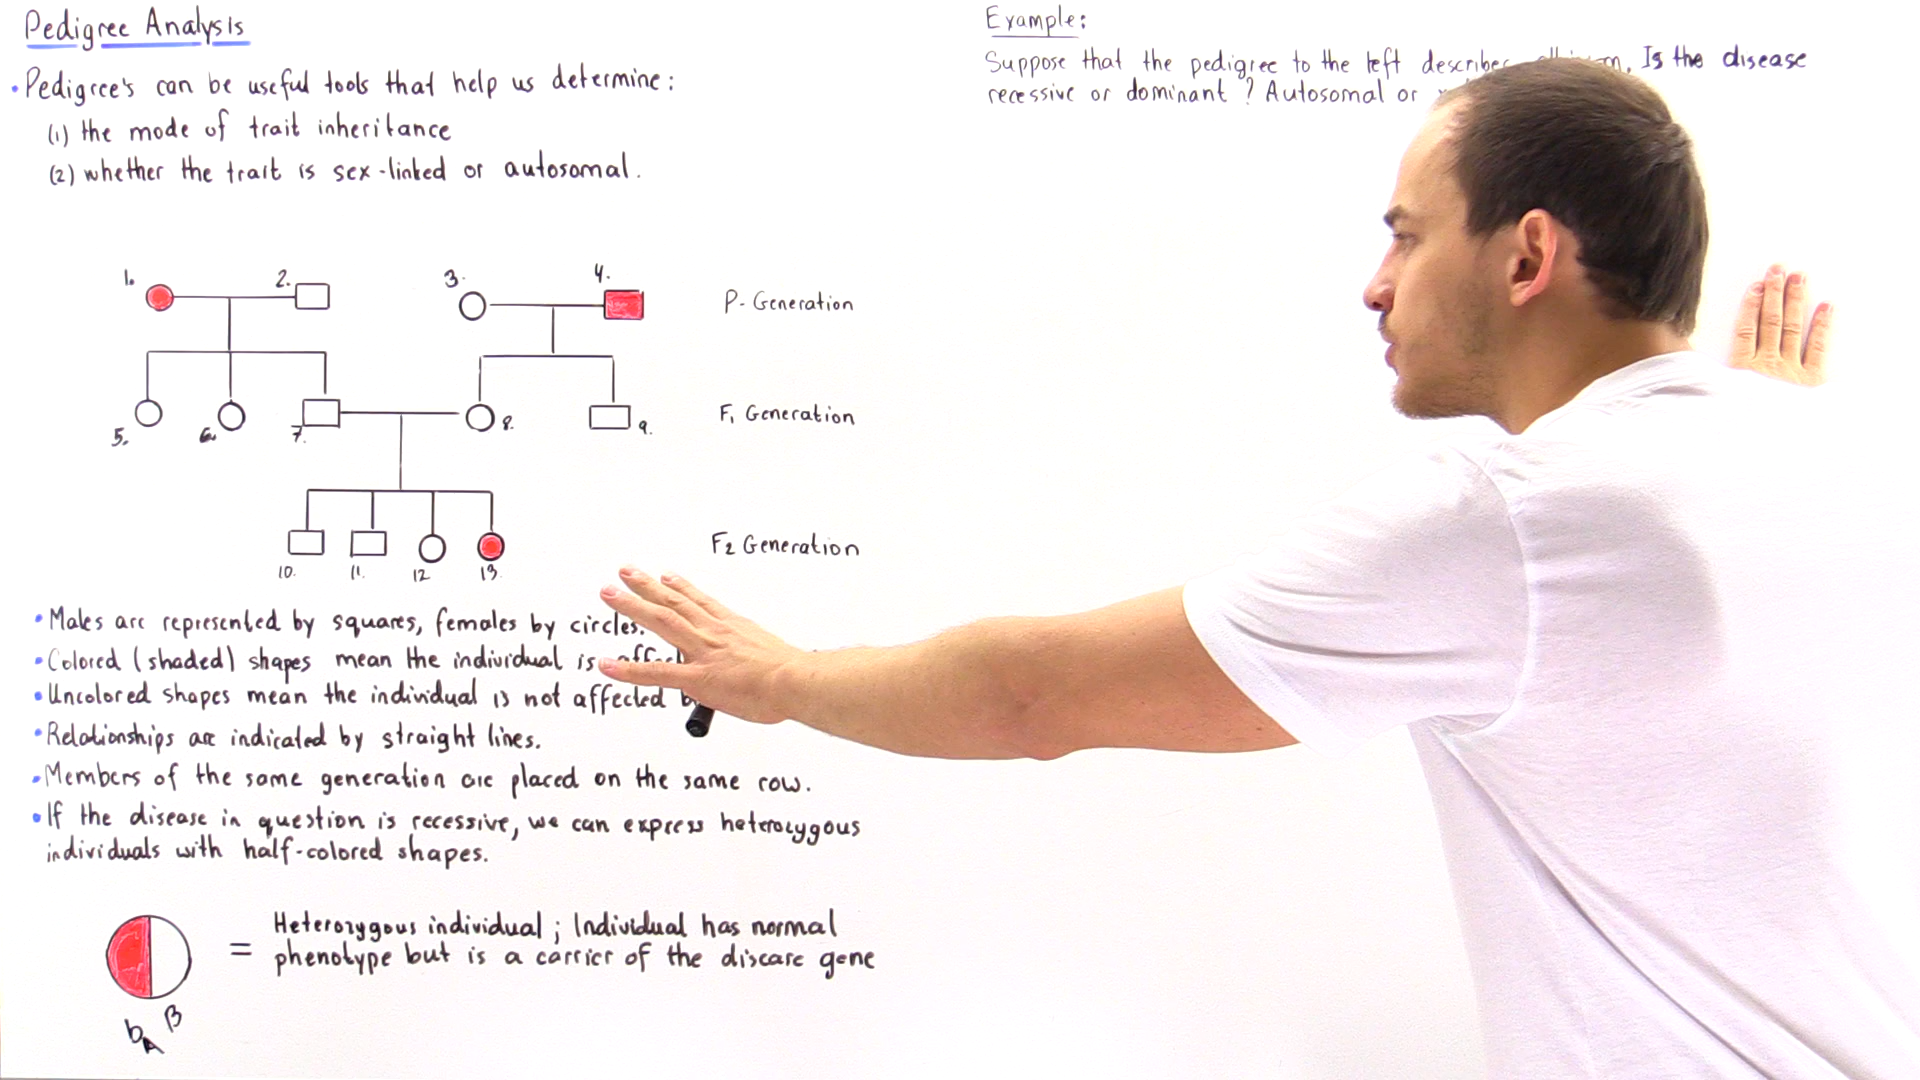 Pedigree Analysis
• Pedigree's can be useful tools that help us determine:
(1) the mode of trait inheritance
(2) whether the trait is sex-linked or autosomal.
1. 2. 3. 4. P- Generation
5. 6. 7. 8. 9. F1 Generation
F2 Generation
10. 11. 12 13.
• Males are represented by squares, females by circles.
• Colored (shaded) shapes mean the individual is
• Uncolored shapes mean the individual is not affected
• Relationships are indicated by straight lines.
• Members of the same generation are placed on the same row.
• If the disease in question is recessive, we can express heterozygous
individuals with half-colored shapes.
= Heterozygous individual; Individual has normal
phenotype but is a carrier of the disease gene
b B
A
Example:
Suppose that the pedigree to the left describes Is the disease
recessive or dominant? Autosomal or